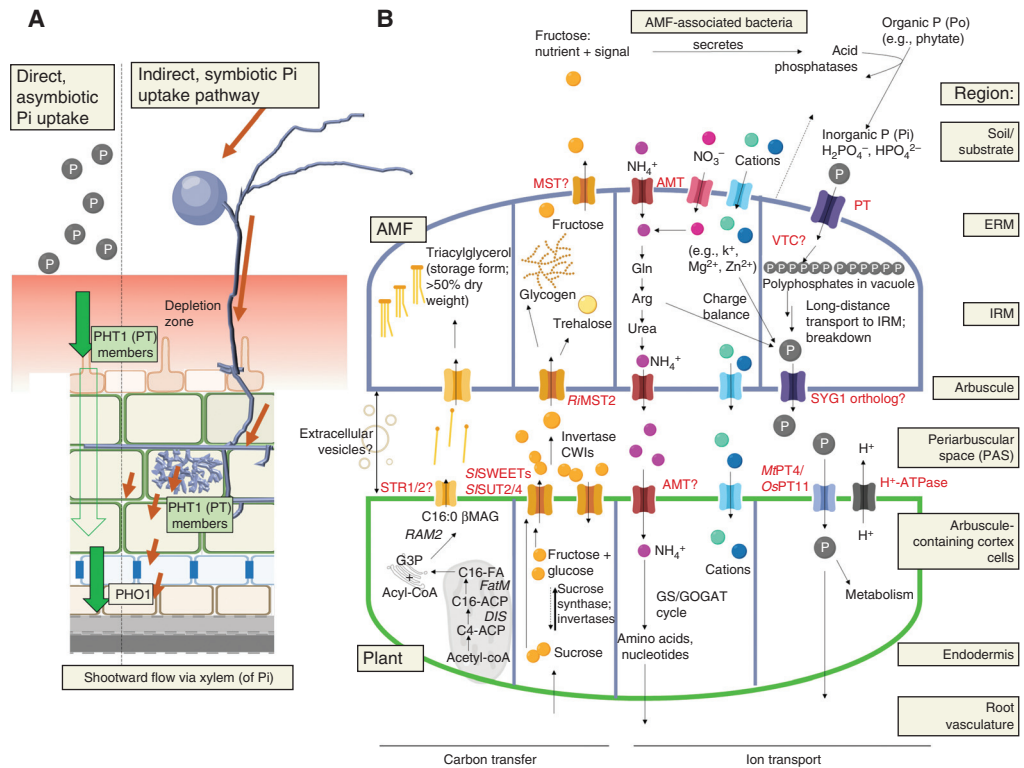 A
Direct,
asymbiotic
Pi uptake
Indirect, symbiotic Pi
uptake pathway
P
P
P
P
P
Depletion
zone
PHT1 (PT)
members
PHT1 (PT)
members
PHO1
Shootward flow via xylem (of Pi)
B
AMF-associated bacteria
Fructose:
nutrient + signal
secretes
Acid
phosphatases
Organic P (Po)
(e.g., phytate)
Region:
Soil/
substrate
ERM
IRM
Arbuscule
Periarbuscular
space (PAS)
Arbuscule-
containing cortex
cells
Endodermis
Root
vasculature
Inorganic P (Pi)
H₂PO₄⁻, HPO₄²⁻
P
MST?
NH₄⁺
AMT
NO₃⁻
Cations
PT
AMF
Fructose
Triacylglycerol
(storage form;
>50% dry
weight)
Glycogen
Trehalose
Gln
Arg
Urea
NH₄⁺
(e.g., k⁺,
Mg²⁺, Zn²⁺)
Charge
balance
VTC?
PPPPPPPPPPPP
Polyphosphates in vacuole
Long-distance
transport to IRM;
breakdown
P
RiMST2
SYG1 ortholog?
P
Extracellular
vesicles?
Invertase
CWIs
STR1/2?
SlSWEETs
SlSUT2/4
AMT?
P
MtPT4/
OsPT11
H⁺
H⁺-ATPase
H⁺
C16:0 βMAG
RAM2
G3P
+
Acyl-CoA
C16-FA
FatM
C16-ACP
DIS
C4-ACP
Acetyl-coA
Fructose +
glucose
Sucrose
synthase;
invertases
Sucrose
NH₄⁺
GS/GOGAT
cycle
Amino acids,
nucleotides
Cations
P
Metabolism
Plant
Carbon transfer
Ion transport